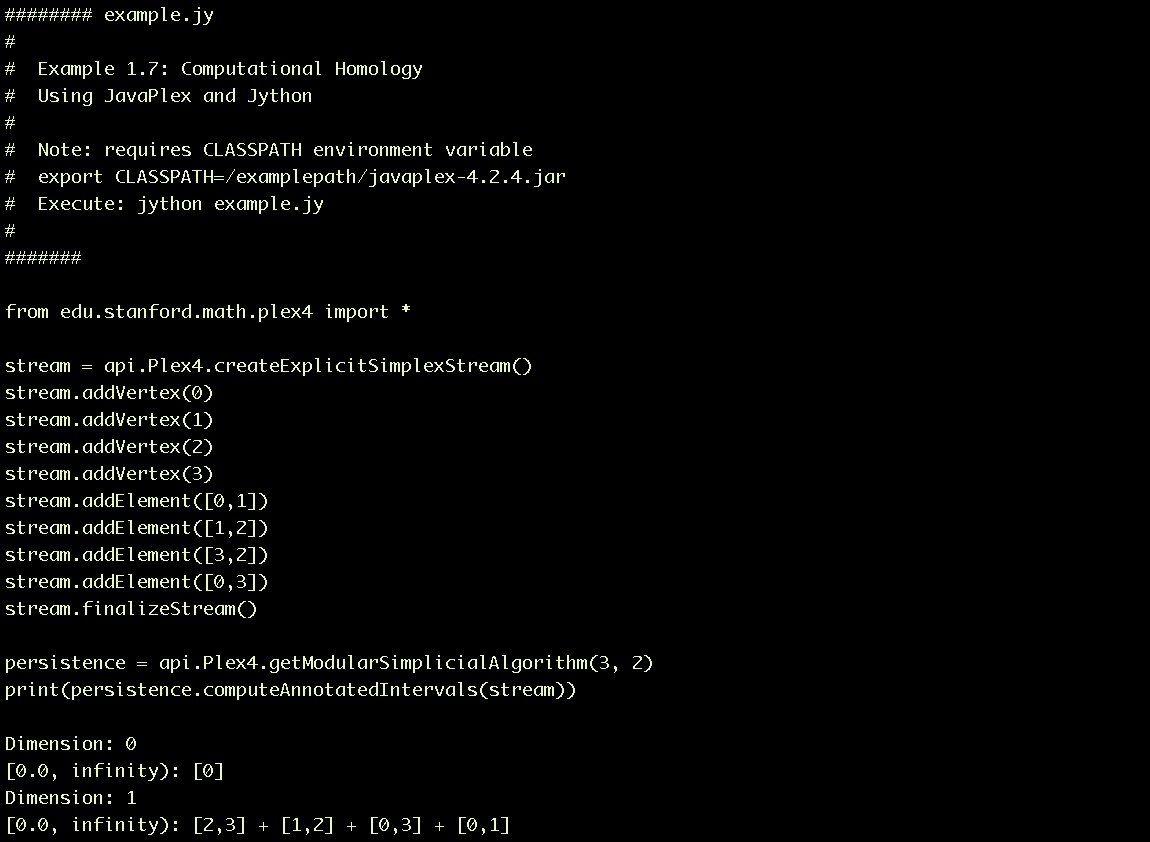 ######## example.jy
#
#  Example 1.7: Computational Homology
#  Using JavaPlex and Jython
#
#  Note: requires CLASSPATH environment variable
#  export CLASSPATH=/examplepath/javaplex-4.2.4.jar
#  Execute: jython example.jy
#
#######
from edu.stanford.math.plex4 import *
stream = api.Plex4.createExplicitSimplexStream()
stream.addVertex(0)
stream.addVertex(1)
stream.addVertex(2)
stream.addVertex(3)
stream.addElement([0,1])
stream.addElement([1,2])
stream.addElement([3,2])
stream.addElement([0,3])
stream.finalizeStream()
persistence = api.Plex4.getModularSimplicialAlgorithm(3, 2)
print(persistence.computeAnnotatedIntervals(stream))
Dimension: 0
[0.0, infinity): [0]
Dimension: 1
[0.0, infinity): [2,3] + [1,2] + [0,3] + [0,1]